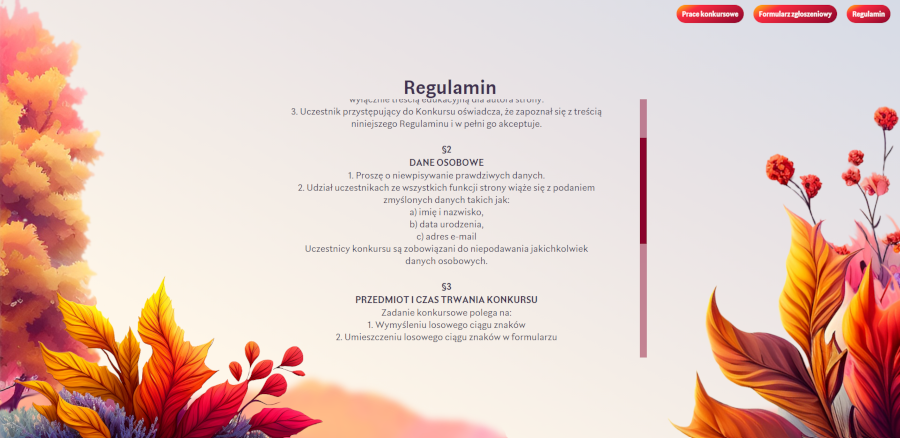 Prace konkursowe
Formularz zgłoszeniowy
Regulamin
Regulamin
wyłącznie treścią edukacyjną dla autora strony.
3. Uczestnik przystępujący do Konkursu oświadcza, że zapoznał się z treścią
niniejszego Regulaminu i w pełni go akceptuje.
§2
DANE OSOBOWE
1. Proszę o niewpisywanie prawdziwych danych.
2. Udział uczestnikach ze wszystkich funkcji strony wiąże się z podaniem
zmyślonych danych takich jak:
a) imię i nazwisko,
b) data urodzenia,
c) adres e-mail
Uczestnicy konkursu są zobowiązani do niepodawania jakichkolwiek
danych osobowych.
§3
PRZEDMIOT I CZAS TRWANIA KONKURSU
Zadanie konkursowe polega na:
1. Wymyśleniu losowego ciągu znaków
2. Umieszczeniu losowego ciągu znaków w formularzu